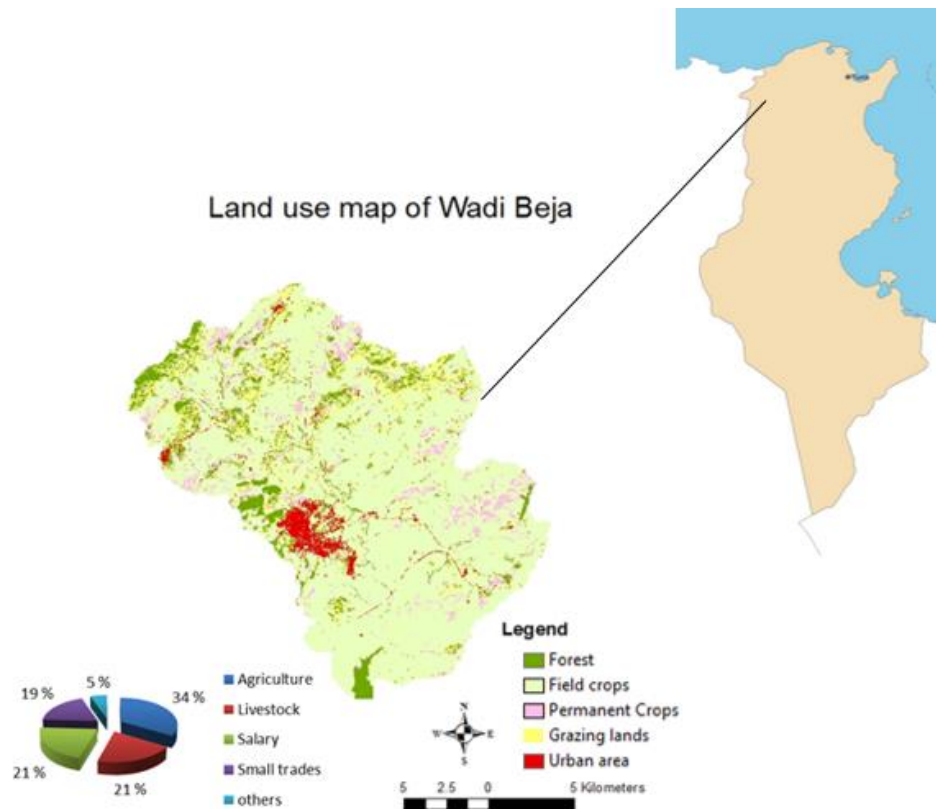 Tunis
Land use map of Wadi Beja
Legend
Forest
Field crops
Permanent Crops
Grazing lands
Urban area
5 %
19 %
34 %
21 %
21 %
Agriculture
Livestock
Salary
Small trades
others
N
W E
S
5 2.5 0 5 Kilometers